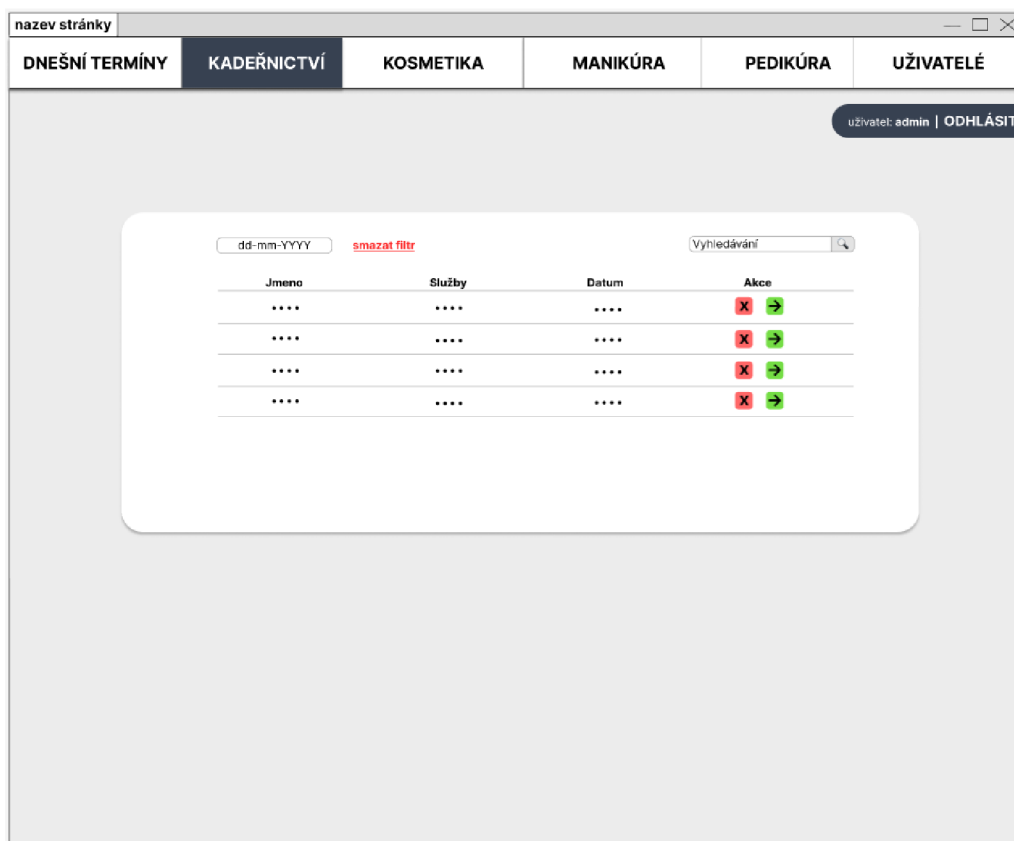 nazev stránky
DNEŠNÍ TERMÍNY KADEŘNICTVÍ KOSMETIKA MANIKÚRA PEDIKÚRA UŽIVATELÉ
uživatel: admin | ODHLÁSIT
dd-mm-YYYY smazat filtr Vyhledávání
Jmeno Služby Datum Akce
•••• •••• •••• X →
•••• •••• •••• X →
•••• •••• •••• X →
•••• •••• •••• X →